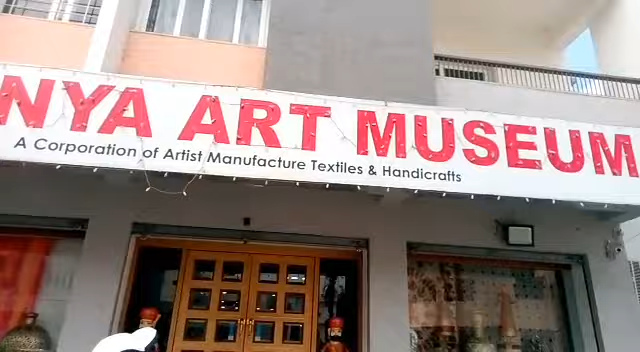 NYA ART MUSEUM
A Corporation of Artist Manufacture Textiles & Handicrafts